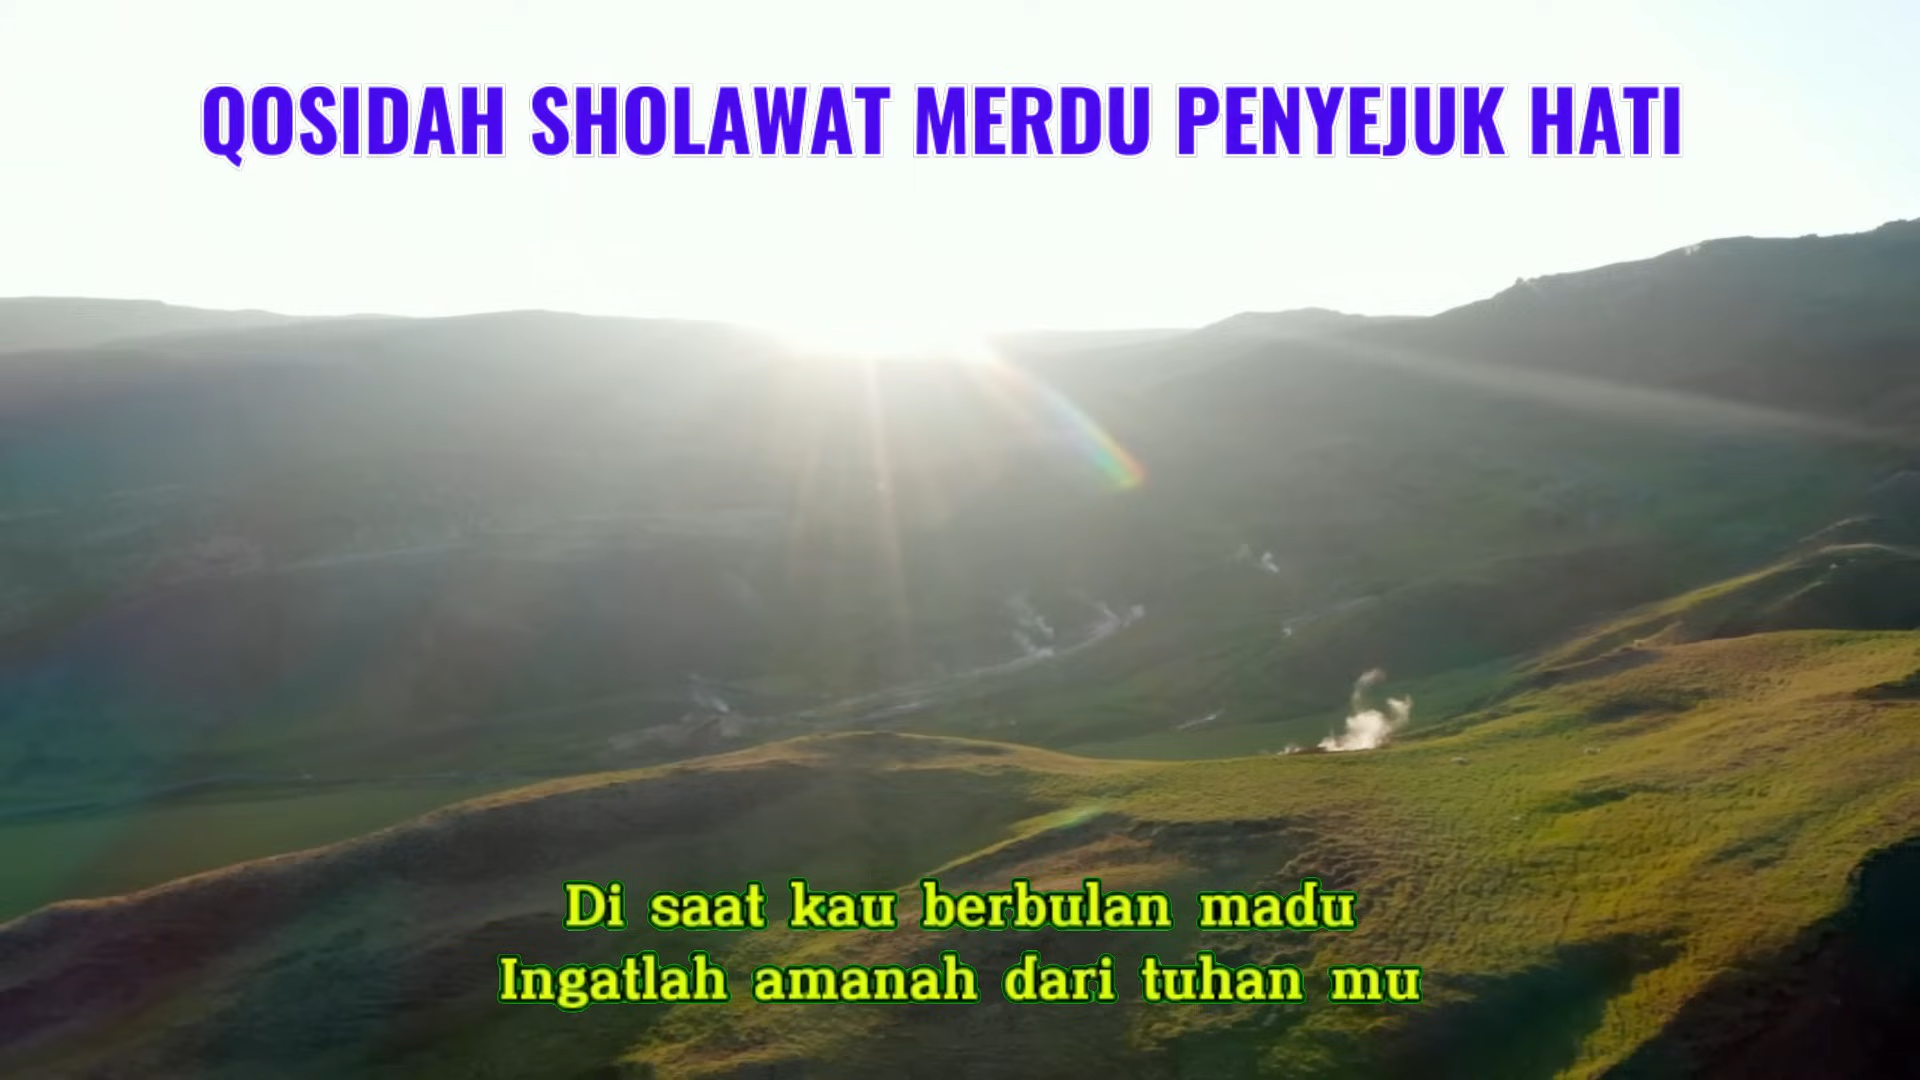 QOSIDAH SHOLAWAT MERDU PENYEJUK HATI
Di saat kau berbulan madu
Ingatlah amanah dari tuhan mu